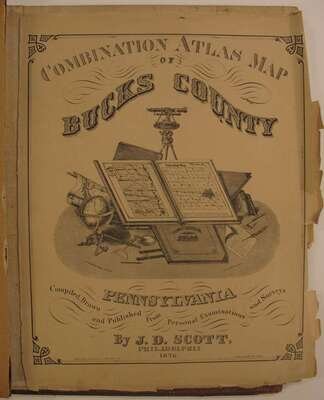 COMBINATION ATLAS MAP
OF
BUCKS COUNTY
PENNSYLVANIA
Compiled Drawn and Published From Personal Examinations and Surveys
By J. D. SCOTT.
PHILADELPHIA
1876